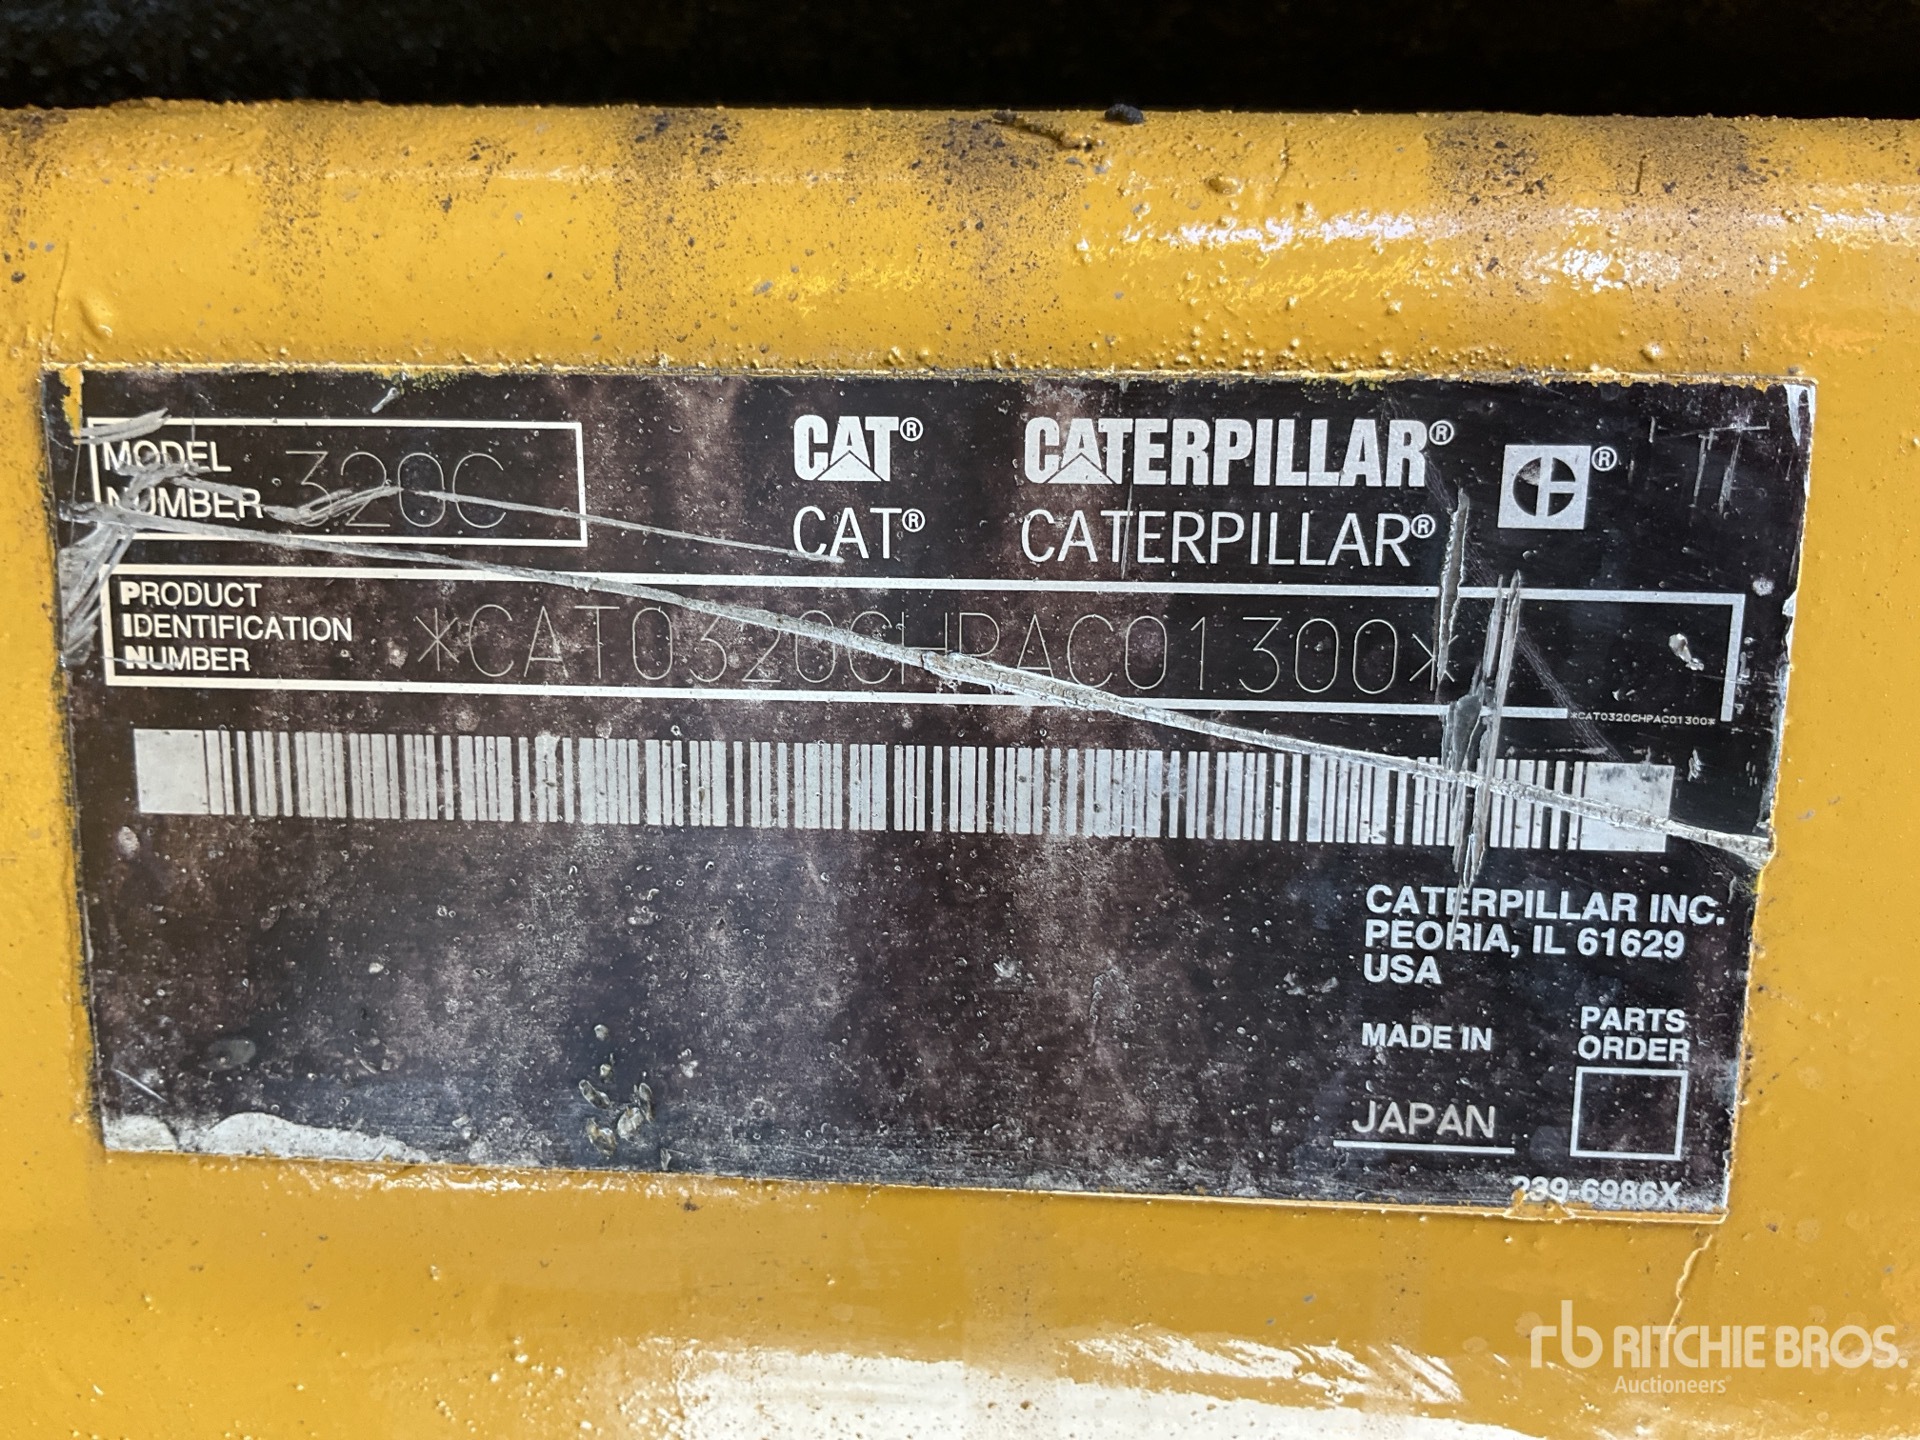 MODEL NUMBER 320C
CAT® CATERPILLAR® ®
CAT® CATERPILLAR®
PRODUCT
IDENTIFICATION
NUMBER
*CAT0320CHPAC01300*
*CAT0320CHPAC01300*
CATERPILLAR INC.
PEORIA, IL 61629
USA
MADE IN
JAPAN
PARTS
ORDER
239-6986X
rb RITCHIE BROS.
Auctioneers